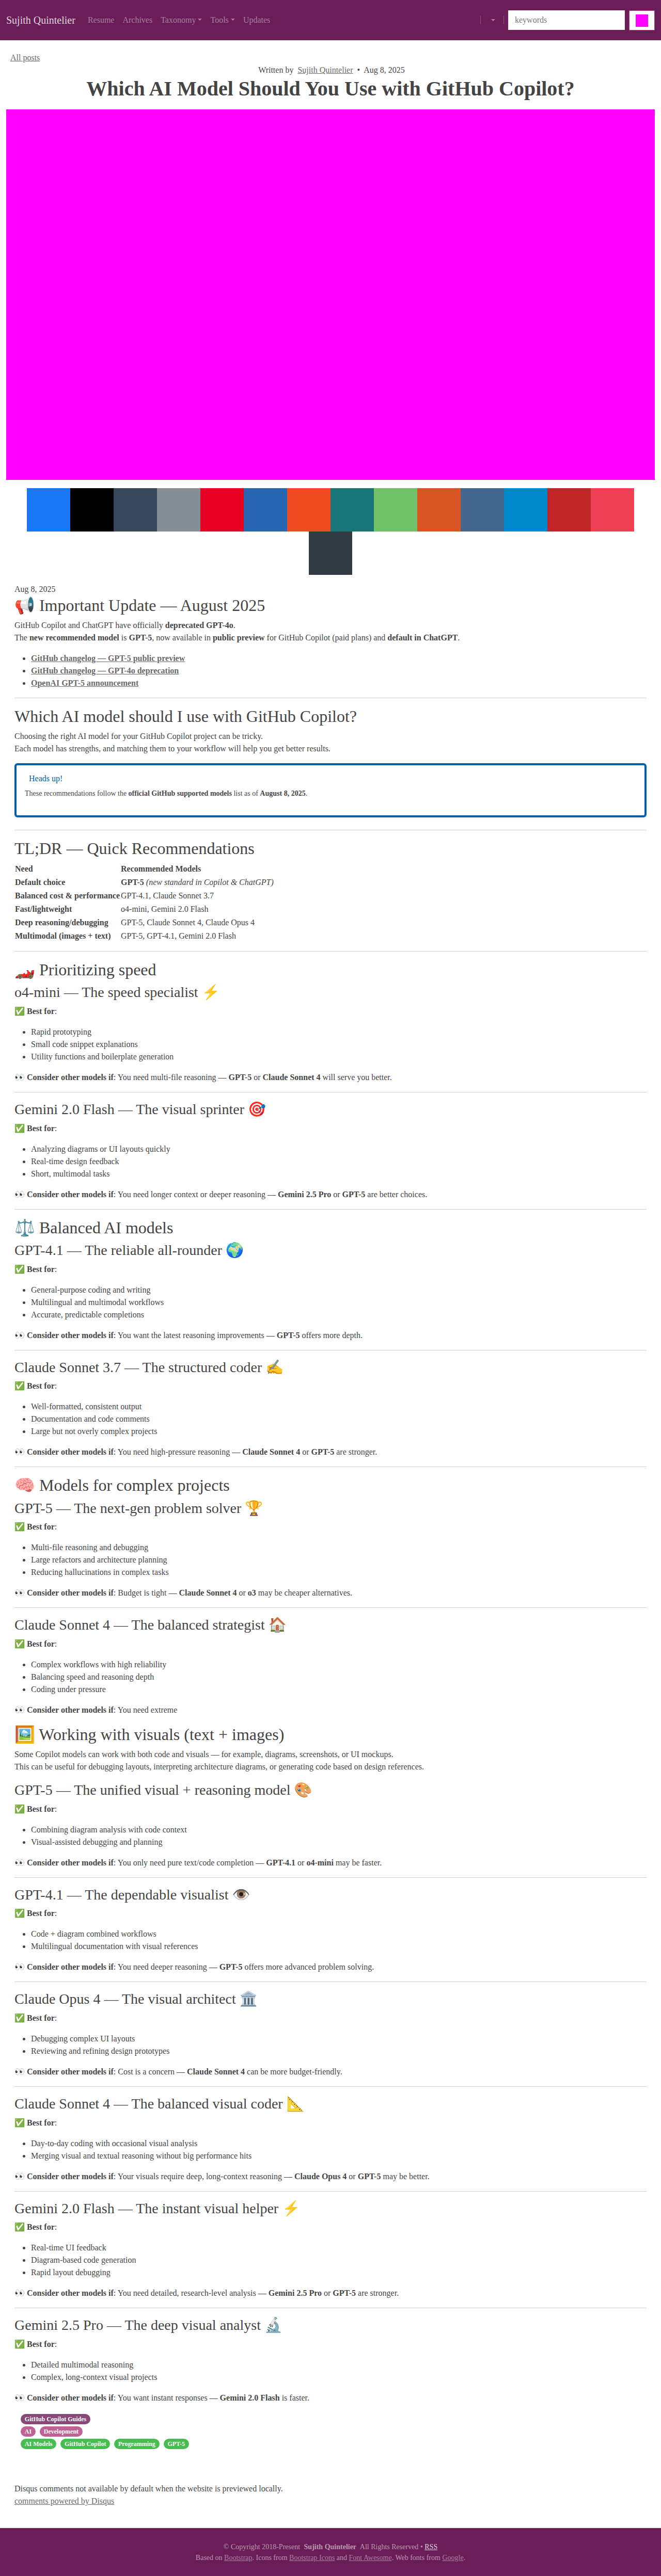 Sujith Quintelier Resume Archives Taxonomy Tools Updates keywords
All posts
Written by Sujith Quintelier • Aug 8, 2025
Which AI Model Should You Use with GitHub Copilot?
Aug 8, 2025
📢 Important Update — August 2025
GitHub Copilot and ChatGPT have officially deprecated GPT-4o.
The new recommended model is GPT-5, now available in public preview for GitHub Copilot (paid plans) and default in ChatGPT.
• GitHub changelog — GPT-5 public preview
• GitHub changelog — GPT-4o deprecation
• OpenAI GPT-5 announcement
Which AI model should I use with GitHub Copilot?
Choosing the right AI model for your GitHub Copilot project can be tricky.
Each model has strengths, and matching them to your workflow will help you get better results.
Heads up!
These recommendations follow the official GitHub supported models list as of August 8, 2025.
TL;DR — Quick Recommendations
Need Recommended Models
Default choice GPT-5 (new standard in Copilot & ChatGPT)
Balanced cost & performance GPT-4.1, Claude Sonnet 3.7
Fast/lightweight o4-mini, Gemini 2.0 Flash
Deep reasoning/debugging GPT-5, Claude Sonnet 4, Claude Opus 4
Multimodal (images + text) GPT-5, GPT-4.1, Gemini 2.0 Flash
🏎️ Prioritizing speed
o4-mini — The speed specialist ⚡
✅ Best for:
• Rapid prototyping
• Small code snippet explanations
• Utility functions and boilerplate generation
👀 Consider other models if: You need multi-file reasoning — GPT-5 or Claude Sonnet 4 will serve you better.
Gemini 2.0 Flash — The visual sprinter 🎯
✅ Best for:
• Analyzing diagrams or UI layouts quickly
• Real-time design feedback
• Short, multimodal tasks
👀 Consider other models if: You need longer context or deeper reasoning — Gemini 2.5 Pro or GPT-5 are better choices.
⚖️ Balanced AI models
GPT-4.1 — The reliable all-rounder 🌍
✅ Best for:
• General-purpose coding and writing
• Multilingual and multimodal workflows
• Accurate, predictable completions
👀 Consider other models if: You want the latest reasoning improvements — GPT-5 offers more depth.
Claude Sonnet 3.7 — The structured coder ✍️
✅ Best for:
• Well-formatted, consistent output
• Documentation and code comments
• Large but not overly complex projects
👀 Consider other models if: You need high-pressure reasoning — Claude Sonnet 4 or GPT-5 are stronger.
🧠 Models for complex projects
GPT-5 — The next-gen problem solver 🏆
✅ Best for:
• Multi-file reasoning and debugging
• Large refactors and architecture planning
• Reducing hallucinations in complex tasks
👀 Consider other models if: Budget is tight — Claude Sonnet 4 or o3 may be cheaper alternatives.
Claude Sonnet 4 — The balanced strategist 🏠
✅ Best for:
• Complex workflows with high reliability
• Balancing speed and reasoning depth
• Coding under pressure
👀 Consider other models if: You need extreme
🖼️ Working with visuals (text + images)
Some Copilot models can work with both code and visuals — for example, diagrams, screenshots, or UI mockups.
This can be useful for debugging layouts, interpreting architecture diagrams, or generating code based on design references.
GPT-5 — The unified visual + reasoning model 🎨
✅ Best for:
• Combining diagram analysis with code context
• Visual-assisted debugging and planning
👀 Consider other models if: You only need pure text/code completion — GPT-4.1 or o4-mini may be faster.
GPT-4.1 — The dependable visualist 👁️
✅ Best for:
• Code + diagram combined workflows
• Multilingual documentation with visual references
👀 Consider other models if: You need deeper reasoning — GPT-5 offers more advanced problem solving.
Claude Opus 4 — The visual architect 🏛️
✅ Best for:
• Debugging complex UI layouts
• Reviewing and refining design prototypes
👀 Consider other models if: Cost is a concern — Claude Sonnet 4 can be more budget-friendly.
Claude Sonnet 4 — The balanced visual coder 📐
✅ Best for:
• Day-to-day coding with occasional visual analysis
• Merging visual and textual reasoning without big performance hits
👀 Consider other models if: Your visuals require deep, long-context reasoning — Claude Opus 4 or GPT-5 may be better.
Gemini 2.0 Flash — The instant visual helper ⚡
✅ Best for:
• Real-time UI feedback
• Diagram-based code generation
• Rapid layout debugging
👀 Consider other models if: You need detailed, research-level analysis — Gemini 2.5 Pro or GPT-5 are stronger.
Gemini 2.5 Pro — The deep visual analyst 🔬
✅ Best for:
• Detailed multimodal reasoning
• Complex, long-context visual projects
👀 Consider other models if: You want instant responses — Gemini 2.0 Flash is faster.
GitHub Copilot Guides
AI Development
AI Models GitHub Copilot Programming GPT-5
Disqus comments not available by default when the website is previewed locally.
comments powered by Disqus
© Copyright 2018-Present Sujith Quintelier All Rights Reserved • RSS
Based on Bootstrap. Icons from Bootstrap Icons and Font Awesome. Web fonts from Google.